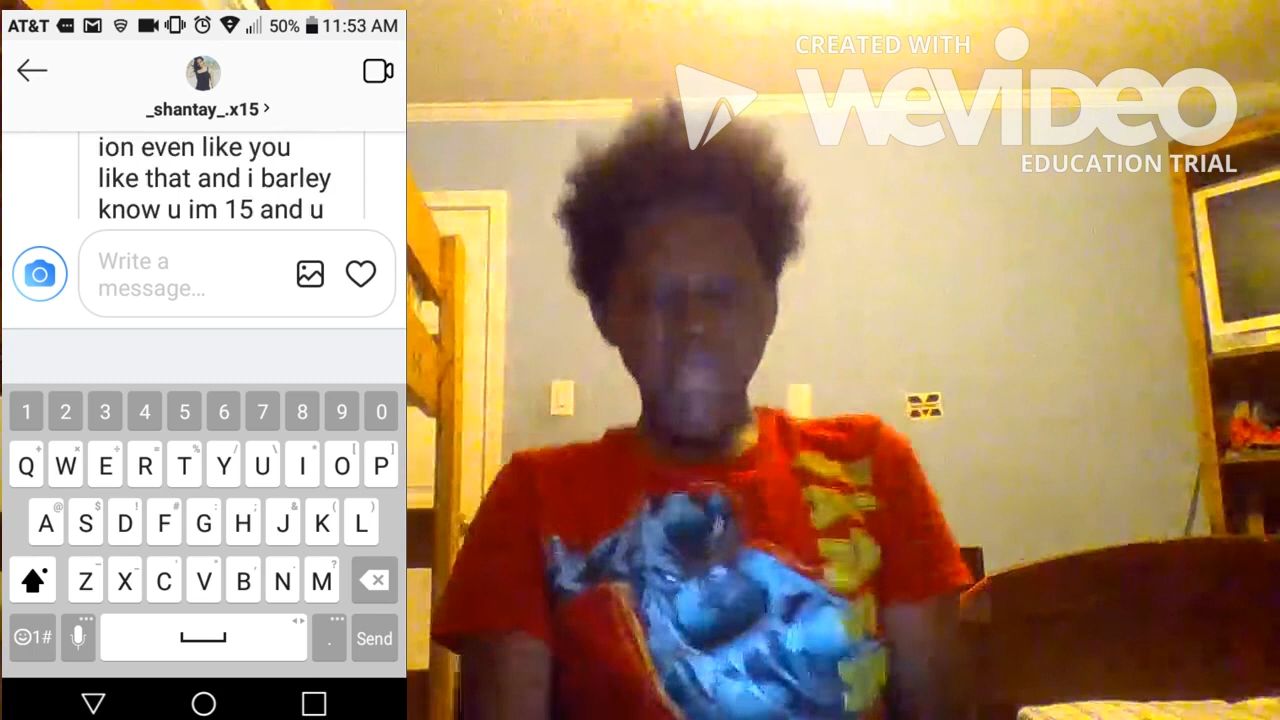 AT&T 50% 11:53 AM
_shantay_.x15 >
ion even like you
like that and i barley
know u im 15 and u
Write a
message...
1 2 3 4 5 6 7 8 9 0
Q W E R T Y U I O P
A S D F G H J K L
Z X C V B N M
1# . Send
CREATED WITH
WEVIDEO
EDUCATION TRIAL